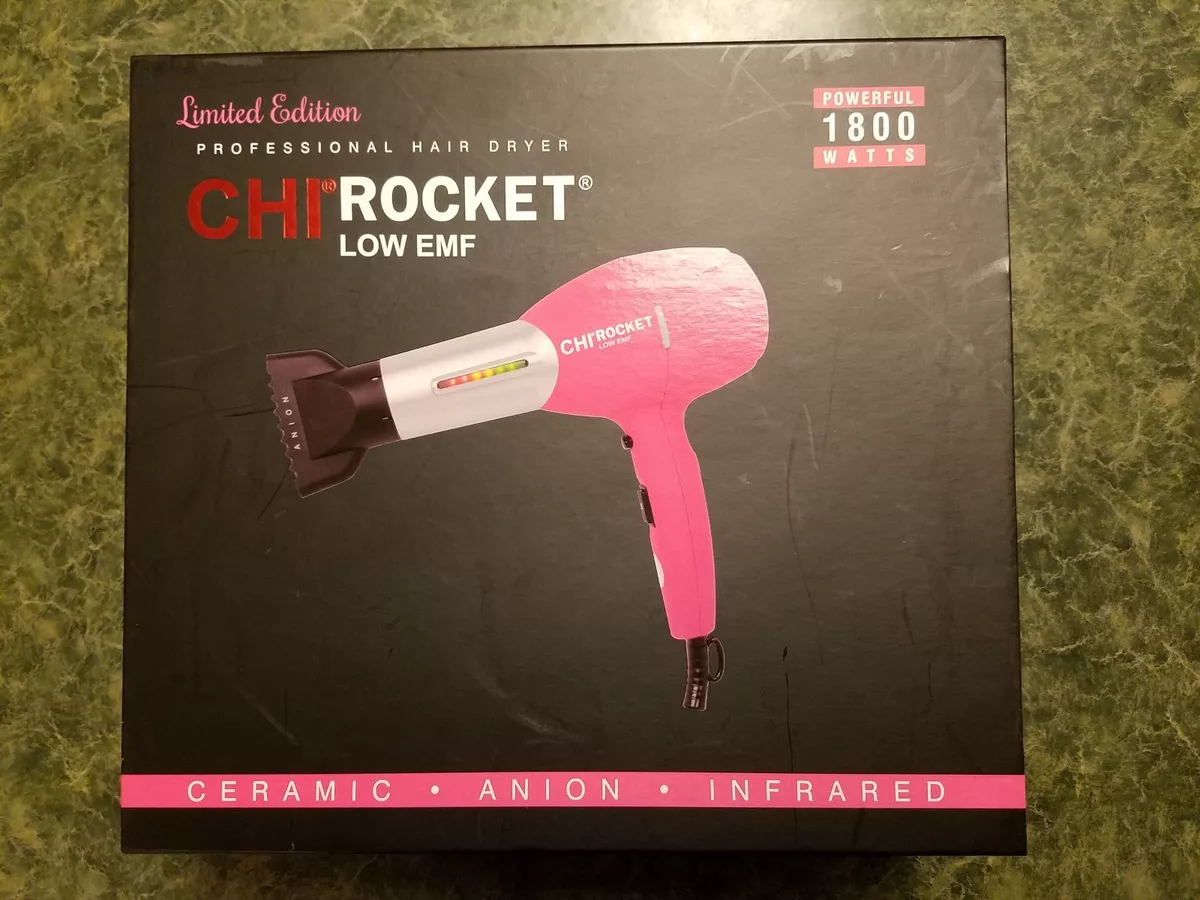 Limited Edition
PROFESSIONAL HAIR DRYER
CHI® ROCKET®
LOW EMF
POWERFUL
1800
WATTS
CHI ROCKET
LOW EMF
ANION
CERAMIC • ANION • INFRARED